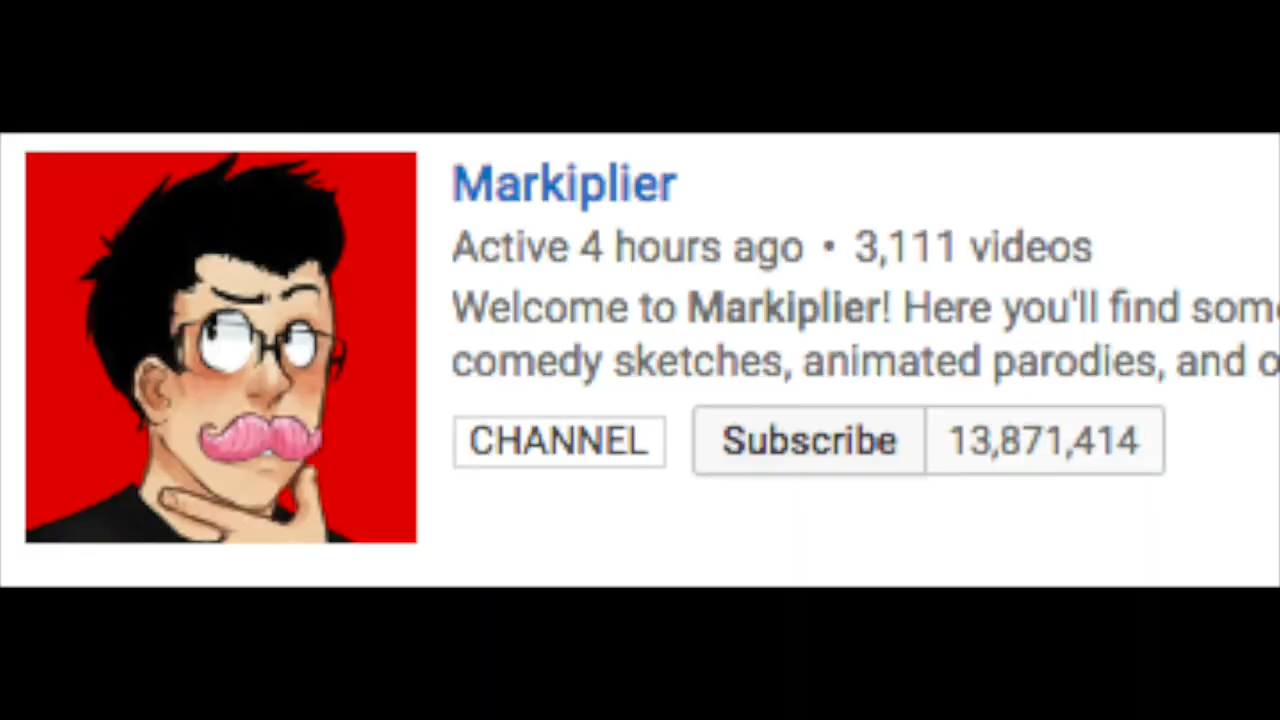 Markiplier
Active 4 hours ago • 3,111 videos
Welcome to Markiplier! Here you'll find
comedy sketches, animated parodies, and
CHANNEL Subscribe 13,871,414